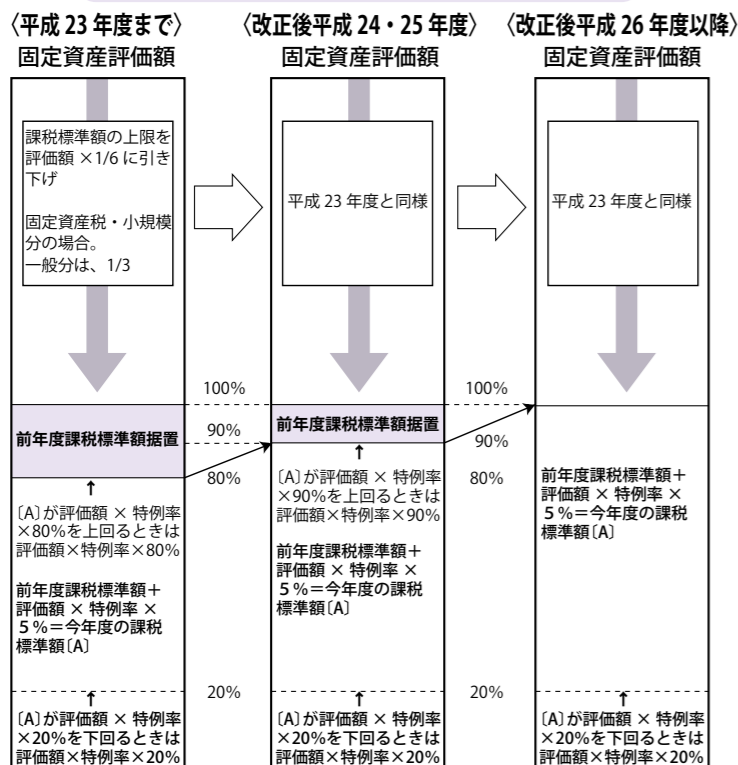 〈平成 23 年度まで〉
固定資産評価額
課税標準額の上限を
評価額 ×1/6 に引き
下げ
固定資産税・小規模
分の場合。
一般分は、1/3
前年度課税標準額据置
↑
〔A〕が評価額 × 特例率
×80%を上回るときは
評価額×特例率×80%
前年度課税標準額＋
評価額 × 特例率 ×
５%＝今年度の課税
標準額〔A〕
↑
〔A〕が評価額 × 特例率
×20%を下回るときは
評価額×特例率×20%
100%
90%
80%
20%
〈改正後平成 24・25 年度〉
固定資産評価額
平成 23 年度と同様
前年度課税標準額据置
↑
〔A〕が評価額 × 特例率
×90%を上回るときは
評価額×特例率×90%
前年度課税標準額＋
評価額 × 特例率 ×
５%＝今年度の課税
標準額〔A〕
↑
〔A〕が評価額 × 特例率
×20%を下回るときは
評価額×特例率×20%
100%
90%
80%
20%
〈改正後平成 26 年度以降〉
固定資産評価額
平成 23 年度と同様
前年度課税標準額＋
評価額 × 特例率 ×
５%＝今年度の課税
標準額〔A〕
↑
〔A〕が評価額 × 特例率
×20%を下回るときは
評価額×特例率×20%